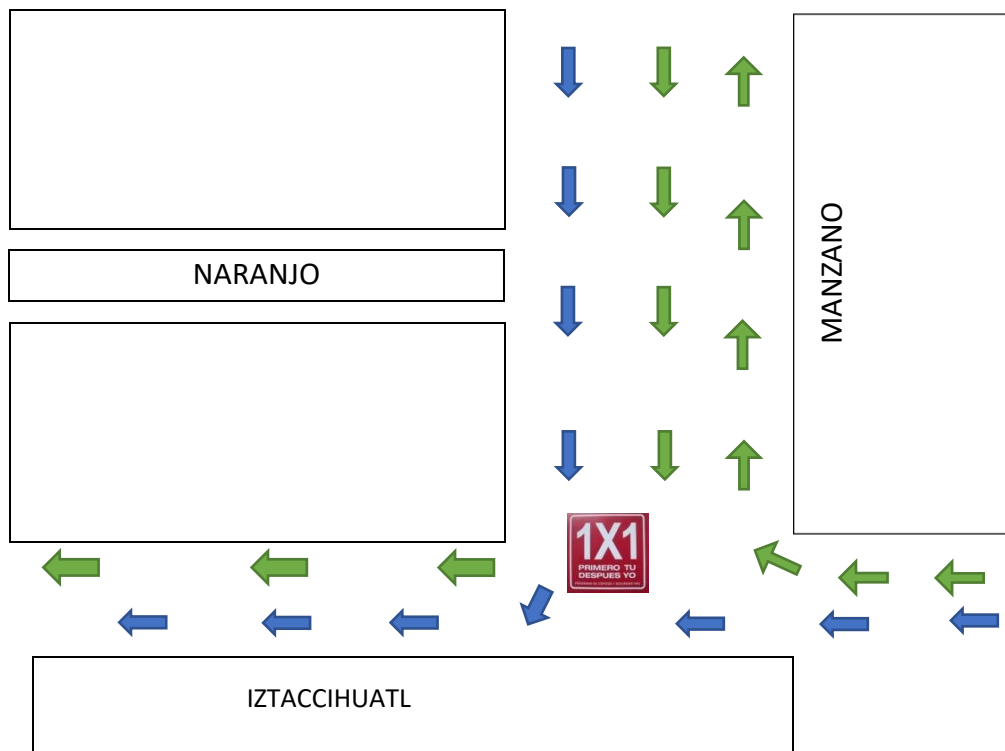 NARANJO
MANZANO
1X1
PRIMERO TU
DESPUES YO
IZTACCIHUATL